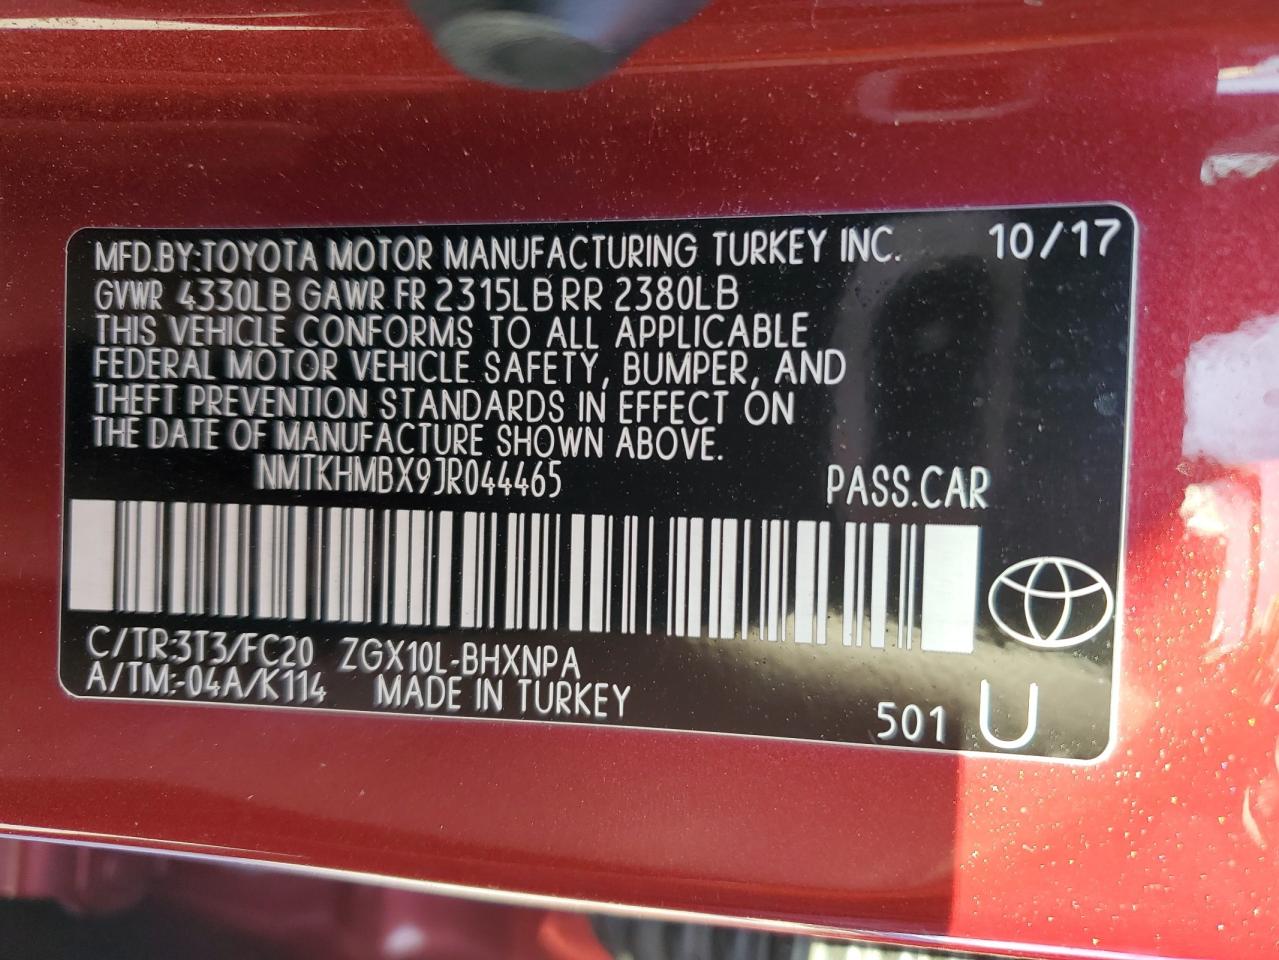 MFD.BY:TOYOTA MOTOR MANUFACTURING TURKEY INC. 10/17
GVWR 4330LB GAWR FR 2315LB RR 2380LB
THIS VEHICLE CONFORMS TO ALL APPLICABLE
FEDERAL MOTOR VEHICLE SAFETY, BUMPER, AND
THEFT PREVENTION STANDARDS IN EFFECT ON
THE DATE OF MANUFACTURE SHOWN ABOVE.
NMTKHMBX9JR044465 PASS.CAR
C/TR:3T3/FC20 ZGX10L-BHXNPA
A/TM:-04A/K114 MADE IN TURKEY
501 U